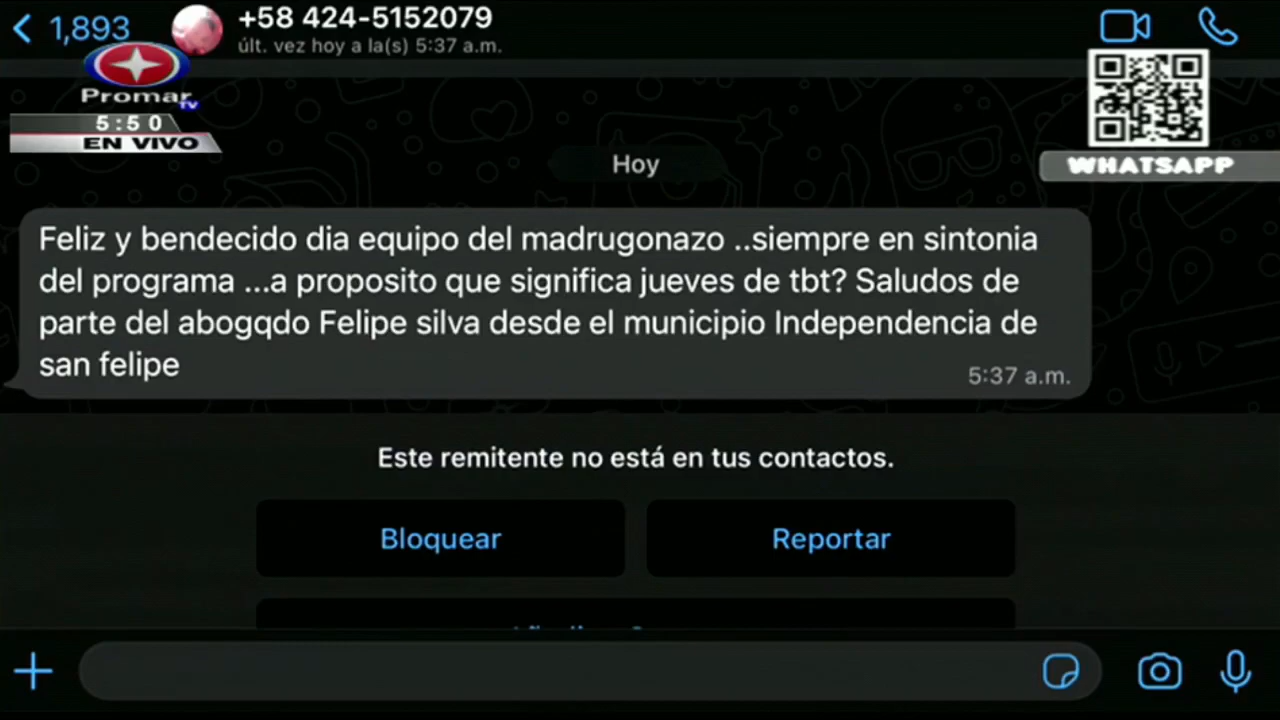 1,893
+58 424-5152079
últ. vez hoy a la(s) 5:37 a.m.
Promar TV
5:50
EN VIVO
WHATSAPP
Hoy
Feliz y bendecido dia equipo del madrugonazo ..siempre en sintonia
del programa ...a proposito que significa jueves de tbt? Saludos de
parte del abogqdo Felipe silva desde el municipio Independencia de
san felipe
5:37 a.m.
Este remitente no está en tus contactos.
Bloquear
Reportar